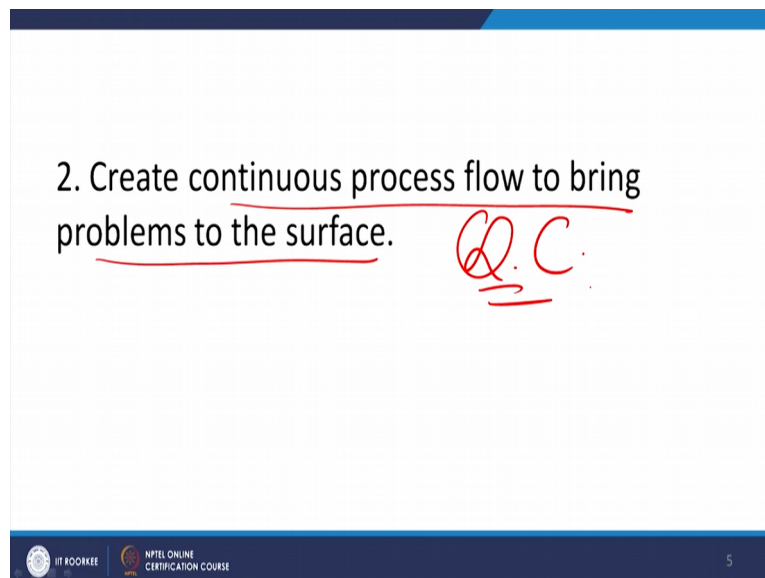 2. Create continuous process flow to bring
problems to the surface.
Q.C.
IIT ROORKEE
NPTEL ONLINE
CERTIFICATION COURSE
5